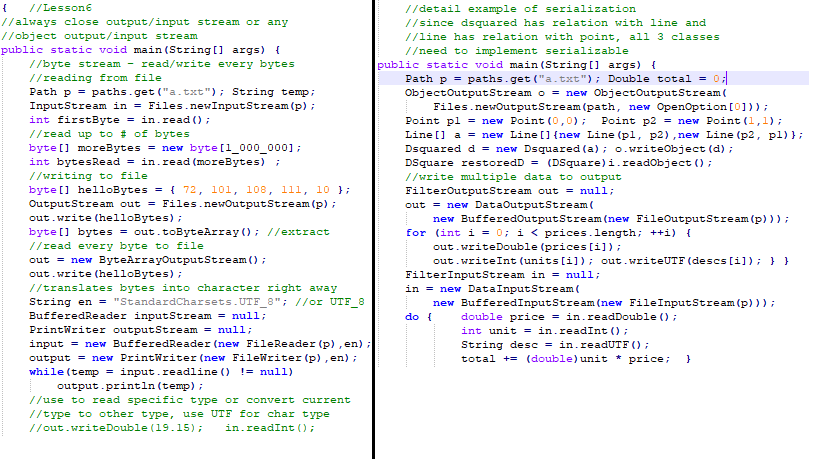 {   //Lesson6
//always close output/input stream or any
//object output/input stream
public static void main(String[] args) {
//byte stream - read/write every bytes
//reading from file
Path p = paths.get("a.txt"); String temp;
InputStream in = Files.newInputStream(p);
int firstByte = in.read();
//read up to # of bytes
byte[] moreBytes = new byte[1_000_000];
int bytesRead = in.read(moreBytes) ;
//writing to file
byte[] helloBytes = { 72, 101, 108, 111, 10 };
OutputStream out = Files.newOutputStream(p);
out.write(helloBytes);
byte[] bytes = out.toByteArray(); //extract
//read every byte to file
out = new ByteArrayOutputStream();
out.write(helloBytes);
//translates bytes into character right away
String en = "StandardCharsets.UTF_8"; //or UTF_8
BufferedReader inputStream = null;
PrintWriter outputStream = null;
input = new BufferedReader(new FileReader(p),en);
output = new PrintWriter(new FileWriter(p),en);
while(temp = input.readline() != null)
output.println(temp);
//use to read specific type or convert current
//type to other type, use UTF for char type
//out.writeDouble(19.15);   in.readInt();
//detail example of serialization
//since dsquared has relation with line and
//line has relation with point, all 3 classes
//need to implement serializable
public static void main(String[] args) {
Path p = paths.get("a.txt"); Double total = 0;
ObjectOutputStream o = new ObjectOutputStream(
Files.newOutputStream(path, new OpenOption[0]));
Point p1 = new Point(0,0);  Point p2 = new Point(1,1);
Line[] a = new Line[]{new Line(p1, p2),new Line(p2, p1)};
Dsquared d = new Dsquared(a); o.writeObject(d);
DSquare restoredD = (DSquare)i.readObject();
//write multiple data to output
FilterOutputStream out = null;
out = new DataOutputStream(
new BufferedOutputStream(new FileOutputStream(p)));
for (int i = 0; i < prices.length; ++i) {
out.writeDouble(prices[i]);
out.writeInt(units[i]); out.writeUTF(descs[i]); } }
FilterInputStream in = null;
in = new DataInputStream(
new BufferedInputStream(new FileInputStream(p)));
do {    double price = in.readDouble();
int unit = in.readInt();
String desc = in.readUTF();
total += (double)unit * price;  }